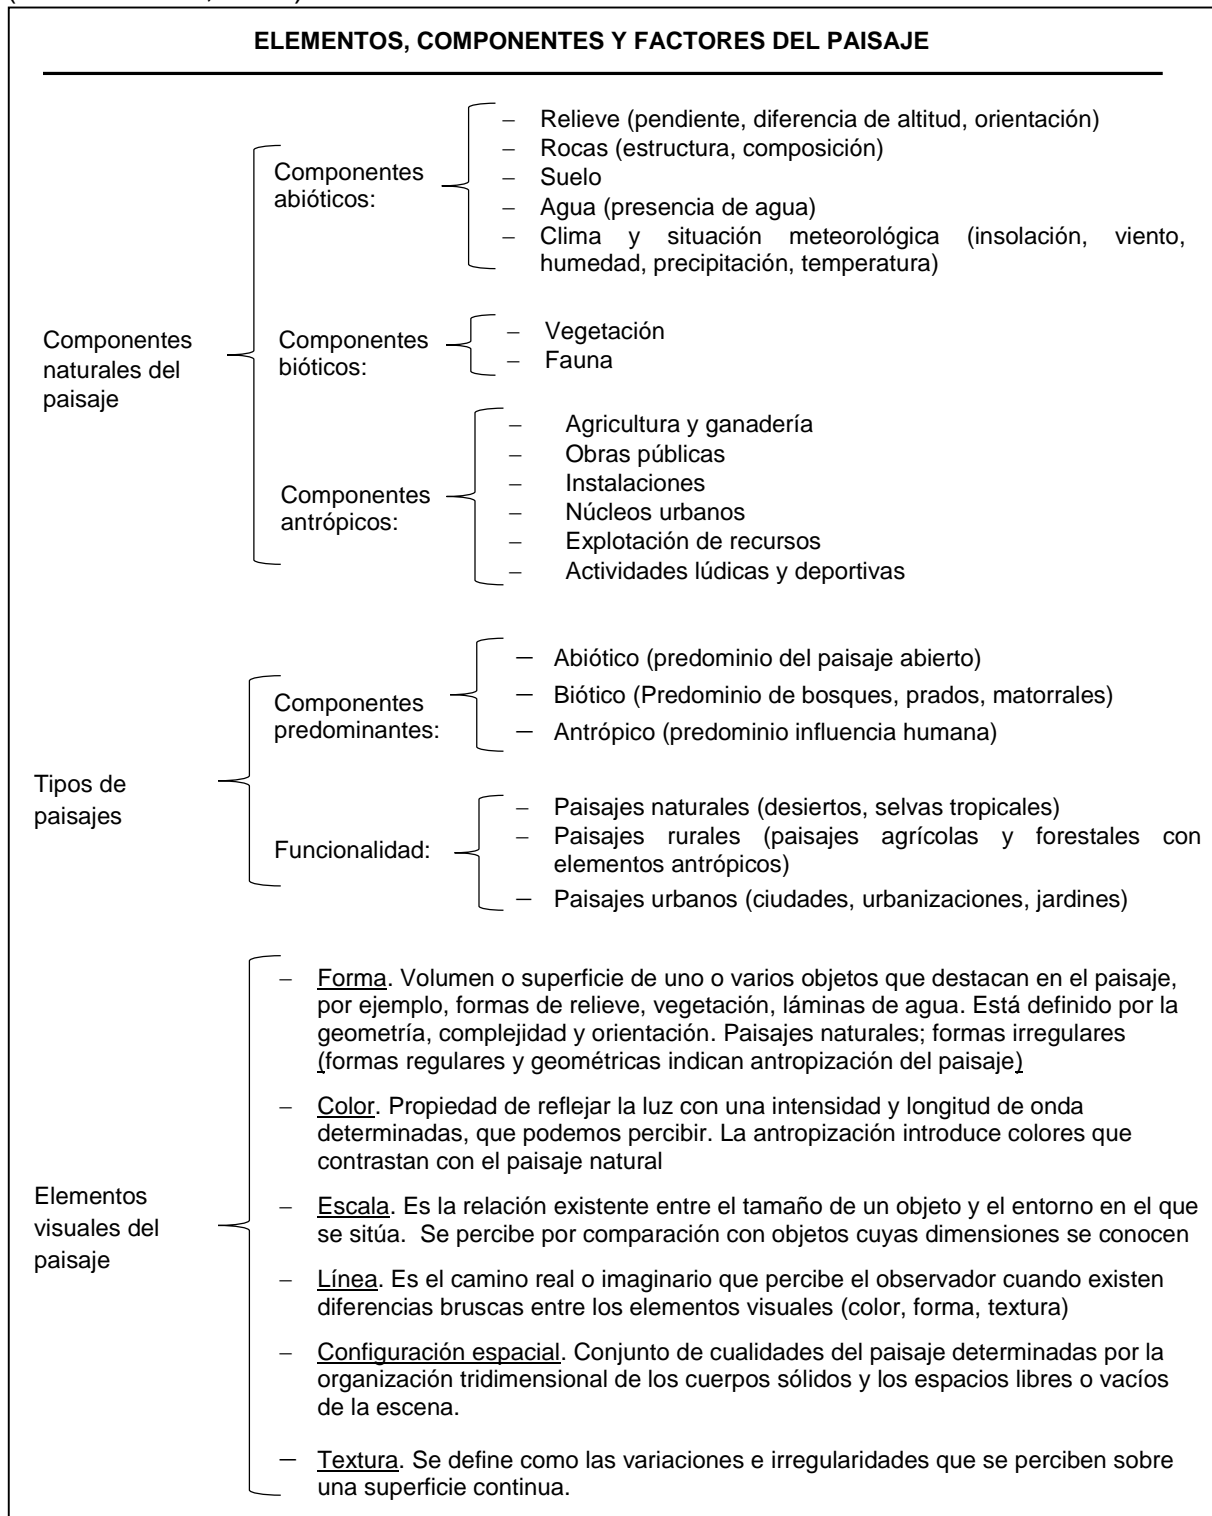 ELEMENTOS, COMPONENTES Y FACTORES DEL PAISAJE
Componentes
naturales del
paisaje
Componentes
abióticos:
– Relieve (pendiente, diferencia de altitud, orientación)
– Rocas (estructura, composición)
– Suelo
– Agua (presencia de agua)
– Clima y situación meteorológica (insolación, viento,
humedad, precipitación, temperatura)
Componentes
bióticos:
– Vegetación
– Fauna
Componentes
antrópicos:
– Agricultura y ganadería
– Obras públicas
– Instalaciones
– Núcleos urbanos
– Explotación de recursos
– Actividades lúdicas y deportivas
Tipos de
paisajes
Componentes
predominantes:
– Abiótico (predominio del paisaje abierto)
– Biótico (Predominio de bosques, prados, matorrales)
– Antrópico (predominio influencia humana)
Funcionalidad:
– Paisajes naturales (desiertos, selvas tropicales)
– Paisajes rurales (paisajes agrícolas y forestales con
elementos antrópicos)
– Paisajes urbanos (ciudades, urbanizaciones, jardines)
Elementos
visuales del
paisaje
– Forma. Volumen o superficie de uno o varios objetos que destacan en el paisaje,
por ejemplo, formas de relieve, vegetación, láminas de agua. Está definido por la
geometría, complejidad y orientación. Paisajes naturales; formas irregulares
(formas regulares y geométricas indican antropización del paisaje)
– Color. Propiedad de reflejar la luz con una intensidad y longitud de onda
determinadas, que podemos percibir. La antropización introduce colores que
contrastan con el paisaje natural
– Escala. Es la relación existente entre el tamaño de un objeto y el entorno en el que
se sitúa. Se percibe por comparación con objetos cuyas dimensiones se conocen
– Línea. Es el camino real o imaginario que percibe el observador cuando existen
diferencias bruscas entre los elementos visuales (color, forma, textura)
– Configuración espacial. Conjunto de cualidades del paisaje determinadas por la
organización tridimensional de los cuerpos sólidos y los espacios libres o vacíos
de la escena.
– Textura. Se define como las variaciones e irregularidades que se perciben sobre
una superficie continua.